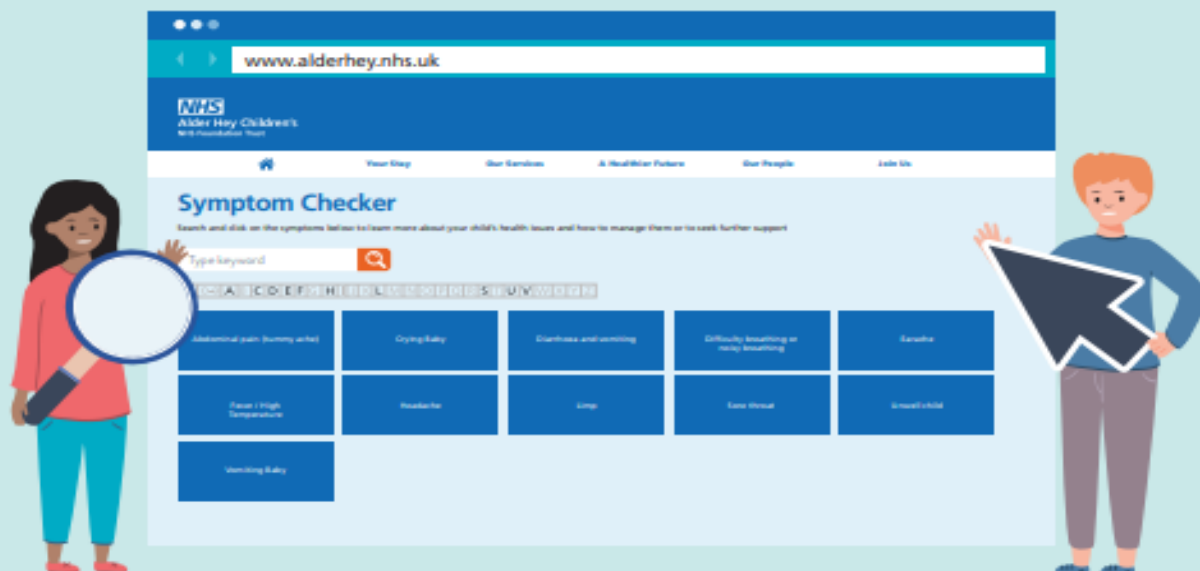 www.alderhey.nhs.uk
NHS
Alder Hey Children's
NHS Foundation Trust
Your Stay
Our Services
A Healthier Future
Our People
Join Us
Symptom Checker
Search and click on the symptoms below to learn more about your child's health issues and how to manage them or to seek further support
Type keyword
A C D E F H L S U V
Abdominal pain (tummy ache)
Crying Baby
Diarrhoea and vomiting
Difficulty breathing or
noisy breathing
Earache
Fever / High
Temperature
Headache
Limp
Sore throat
Unwell child
Vomiting Baby